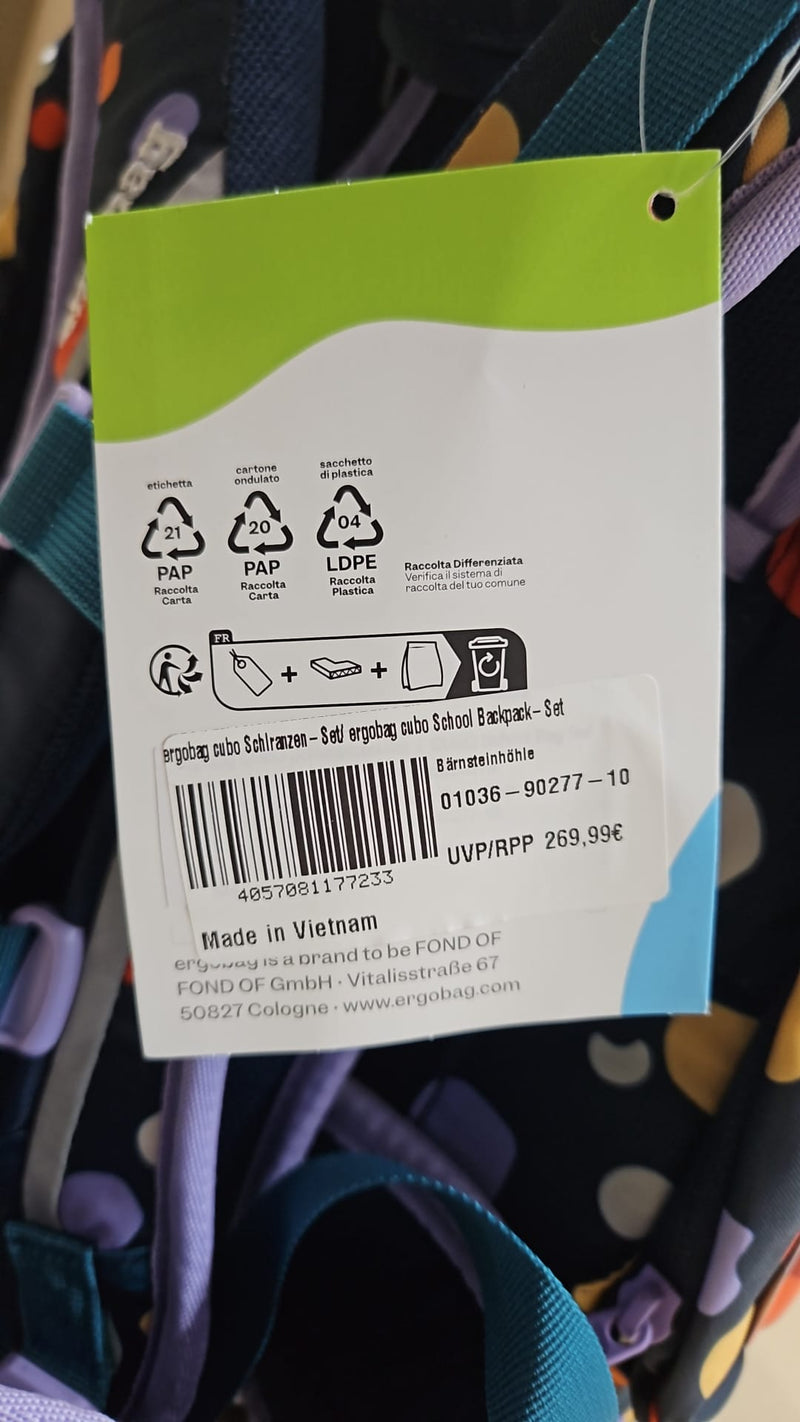 etichetta
21
PAP
Raccolta
Carta
cartone
ondulato
20
PAP
Raccolta
Carta
sacchetto
di plastica
04
LDPE
Raccolta
Plastica
Raccolta Differenziata
Verifica il sistema di
raccolta del tuo comune
FR
ergobag cubo Schlranzen-Set/ ergobag cubo School Backpack-Set
Bärnsteinhöhle
01036-90277-10
UVP/RPP 269,99€
4057081177233
Made in Vietnam
ergobag is a brand to be FOND OF
FOND OF GmbH · Vitalisstraße 67
50827 Cologne · www.ergobag.com